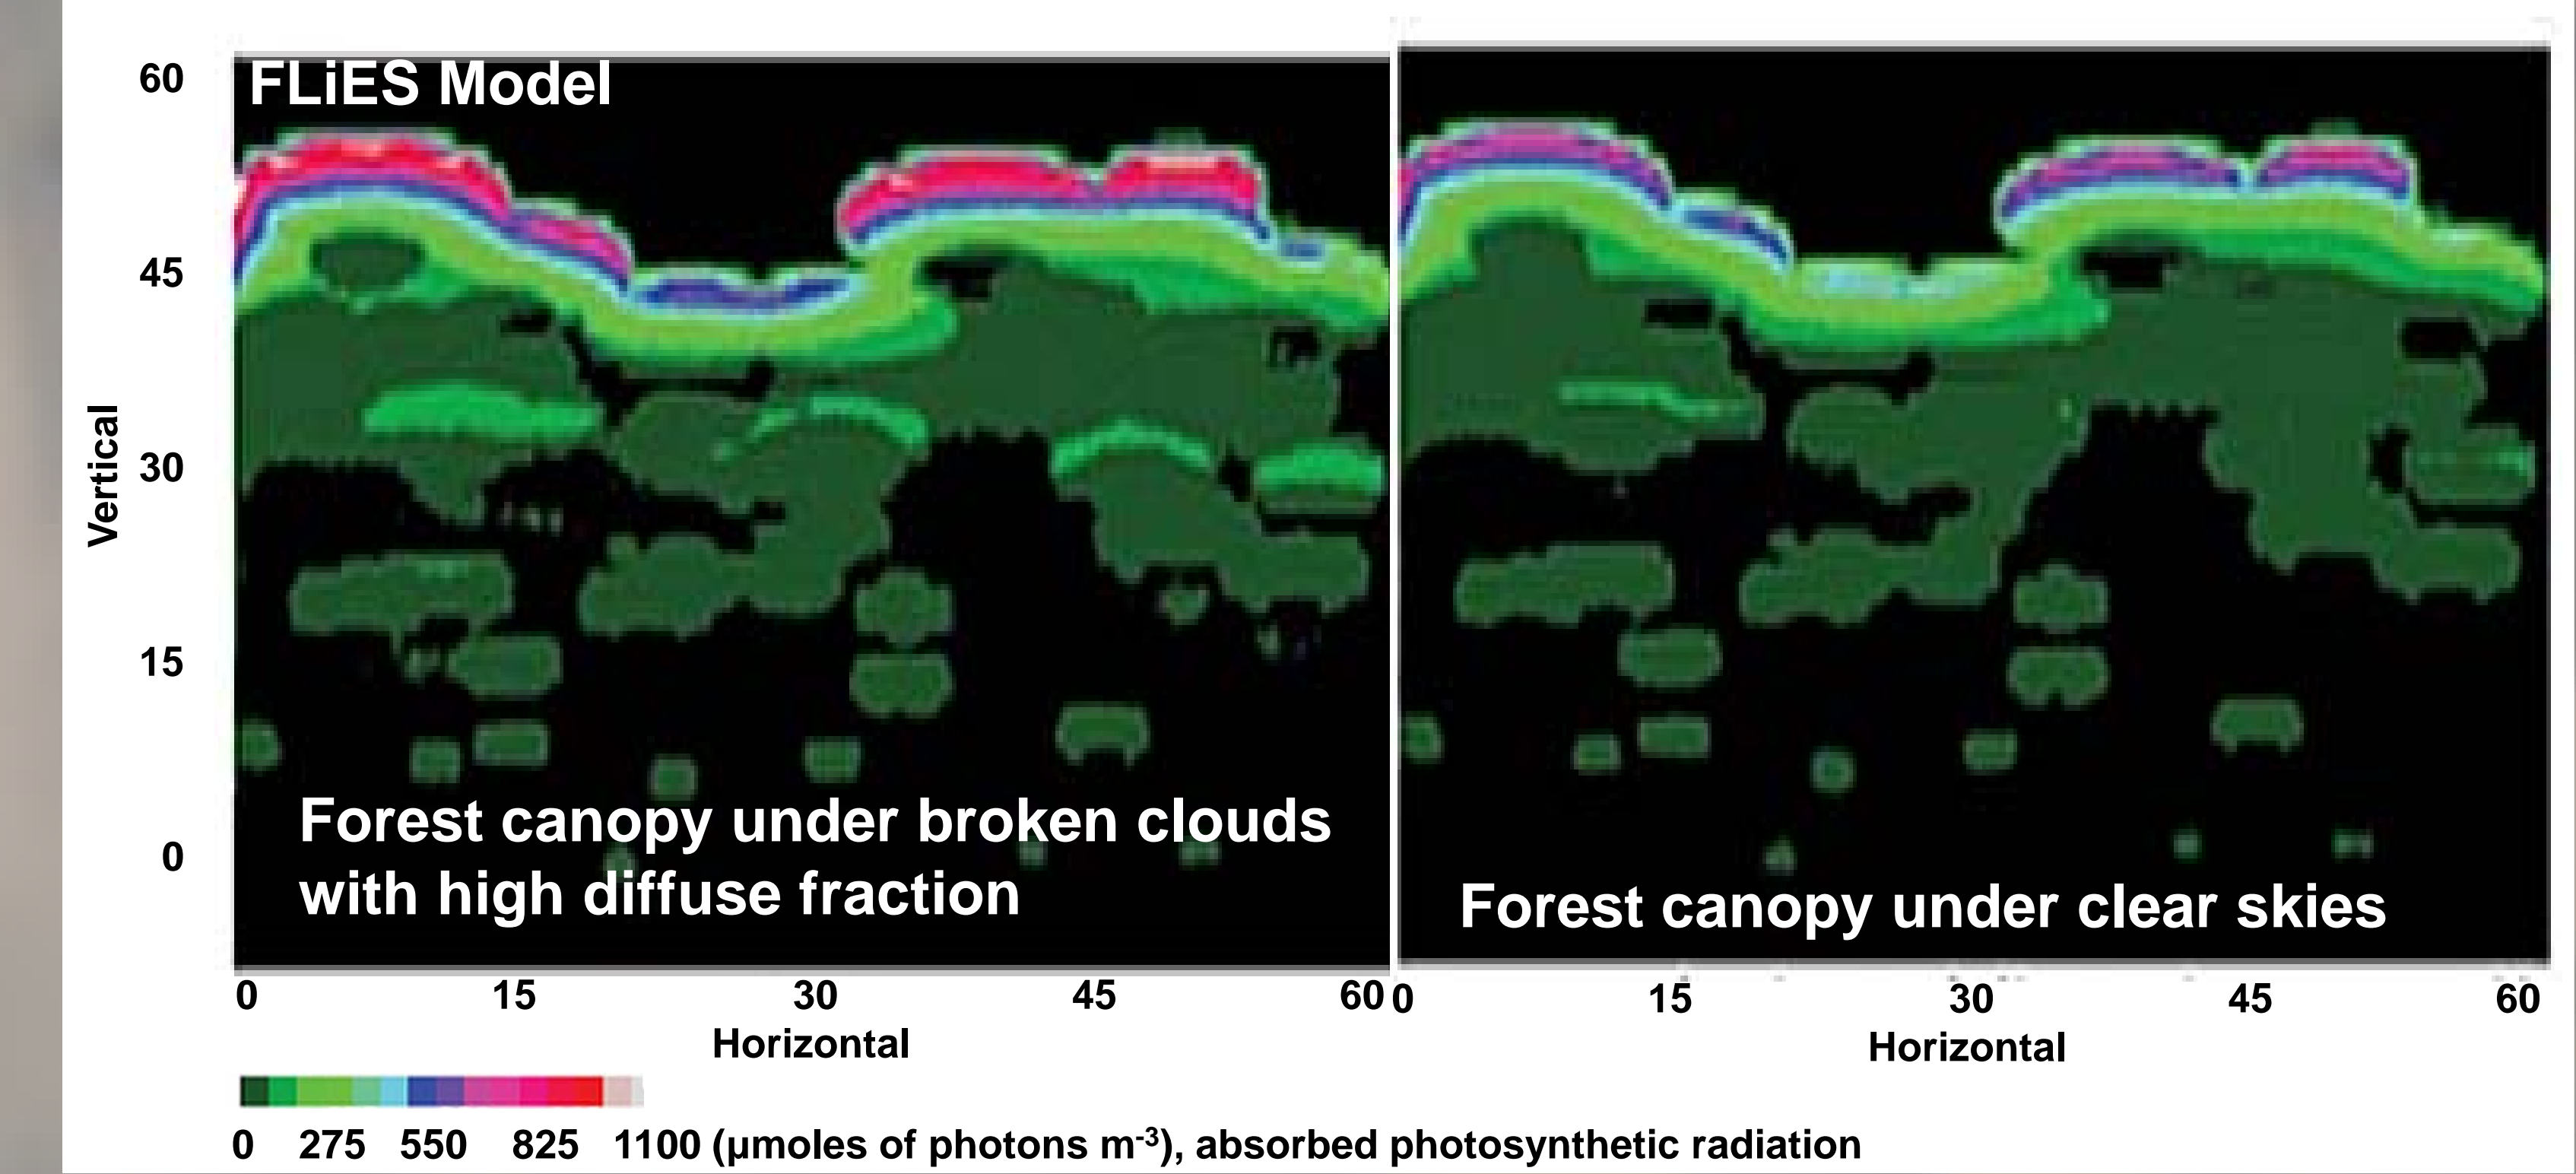 FLiES Model
60
45
30
15
0
Vertical
Forest canopy under broken clouds
with high diffuse fraction
Forest canopy under clear skies
0 15 30 45 60
0 15 30 45 60
Horizontal
Horizontal
0 275 550 825 1100 (μmoles of photons m⁻³), absorbed photosynthetic radiation